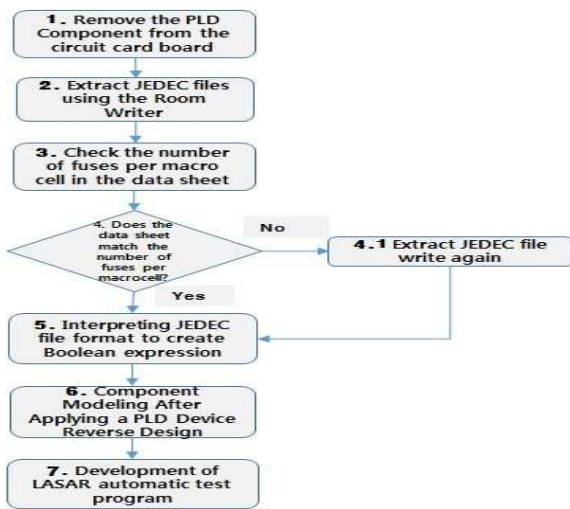 1. Remove the PLD
Component from the
circuit card board
2. Extract JEDEC files
using the Room
Writer
3. Check the number
of fuses per macro
cell in the data sheet
4. Does the
data sheet
match the
number of
fuses per
macrocell?
No
4.1 Extract JEDEC file
write again
Yes
5. Interpreting JEDEC
file format to create
Boolean expression
6. Component
Modeling After
Applying a PLD Device
Reverse Design
7. Development of
LASAR automatic test
program